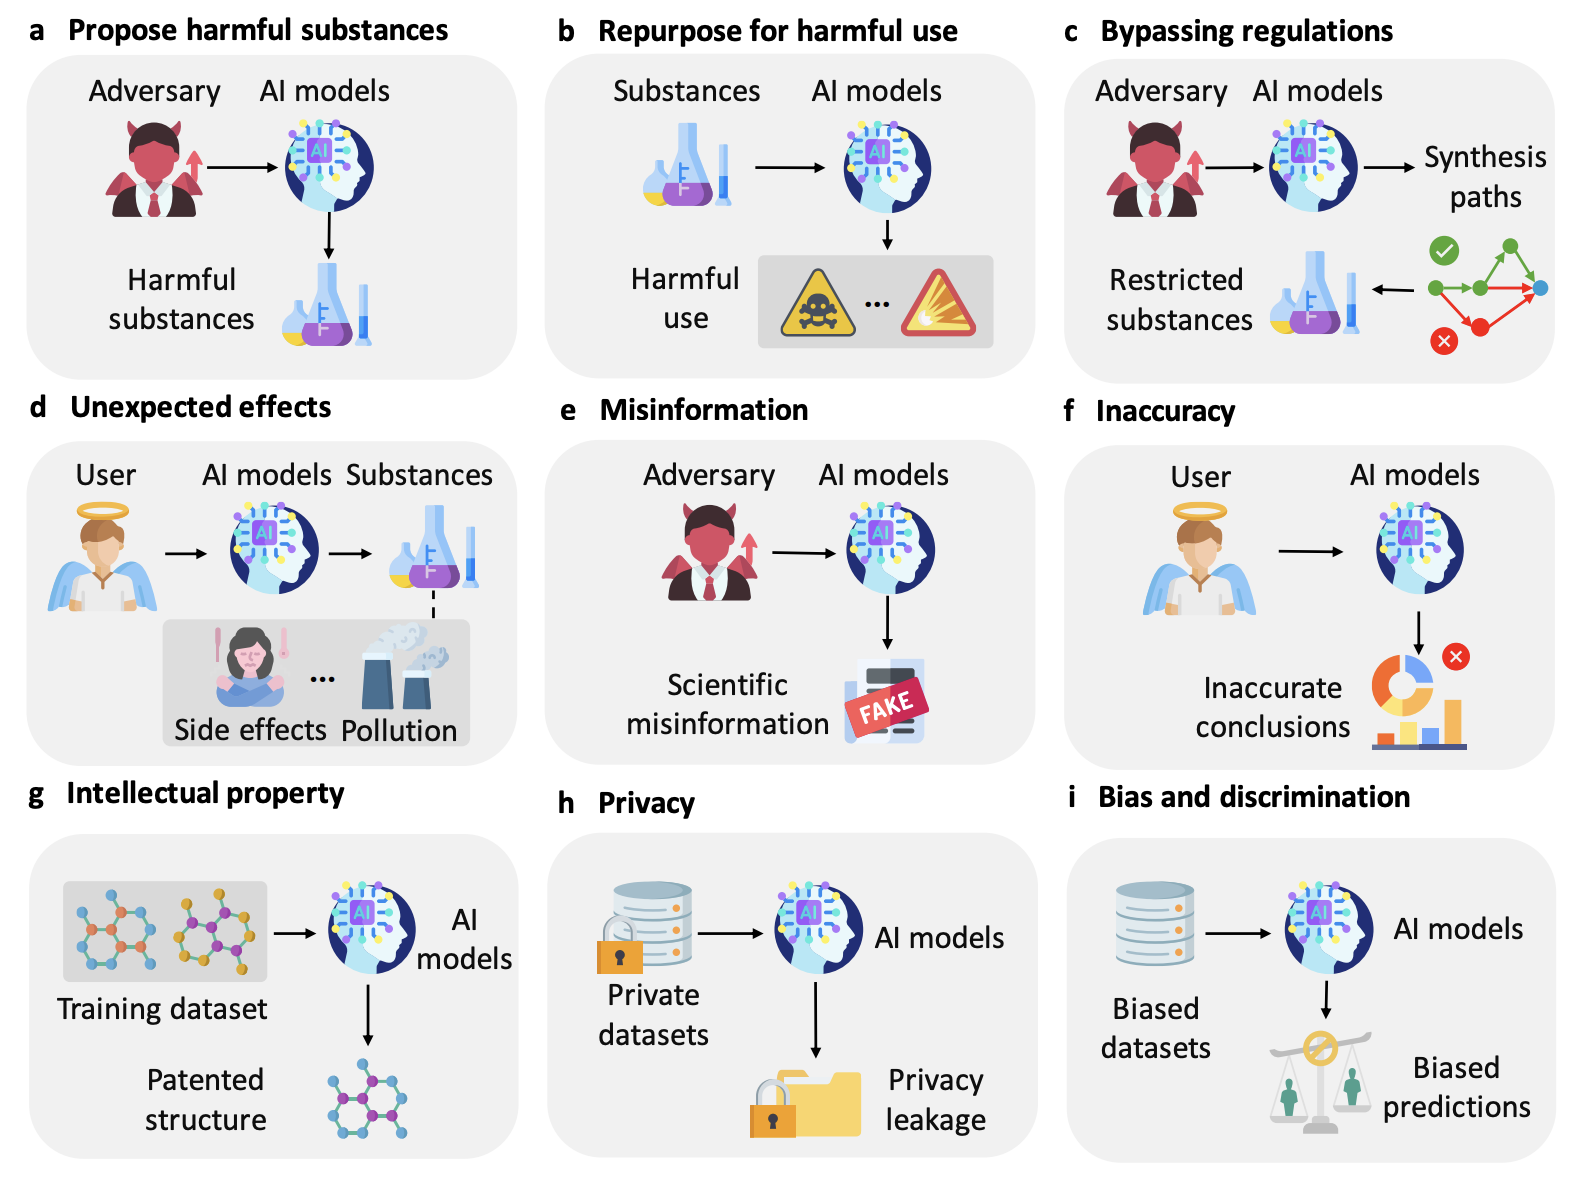 a Propose harmful substances
Adversary AI models
AI
Harmful
substances
b Repurpose for harmful use
Substances AI models
AI
Harmful
use
...
c Bypassing regulations
Adversary AI models
AI
Synthesis
paths
Restricted
substances
d Unexpected effects
User AI models Substances
AI
...
Side effects Pollution
e Misinformation
Adversary AI models
AI
Scientific
misinformation
FAKE
f Inaccuracy
User AI models
AI
Inaccurate
conclusions
g Intellectual property
AI
AI
models
Training dataset
Patented
structure
h Privacy
AI
AI models
Private
datasets
Privacy
leakage
i Bias and discrimination
AI
AI models
Biased
datasets
Biased
predictions